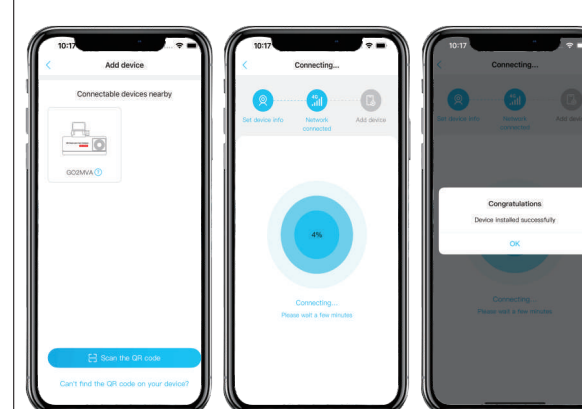 10:17
Add device
Connectable devices nearby
GO2MVA
Scan the QR code
Can't find the QR code on your device?
10:17
Connecting...
4G
Set device info
Network
connected
Add device
4%
Connecting....
Please wait a few minutes
10:17
Connecting...
4G
Set device info
Network
connected
Congratulations
Device installed successfully
OK
Connecting....
Please wait a few minutes